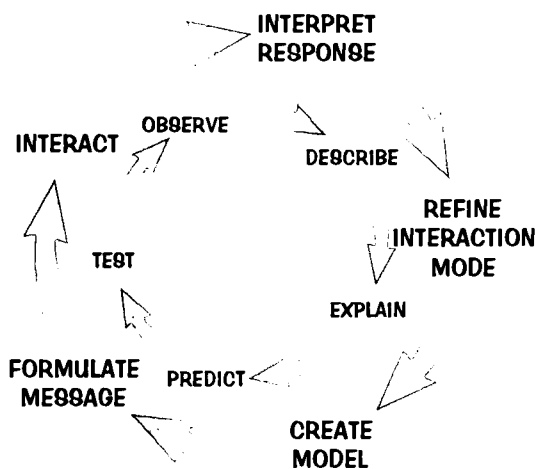 INTERPRET
RESPONSE
OBSERVE
INTERACT
DESCRIBE
REFINE
INTERACTION
MODE
TEST
EXPLAIN
FORMULATE
MESSAGE
PREDICT
CREATE
MODEL